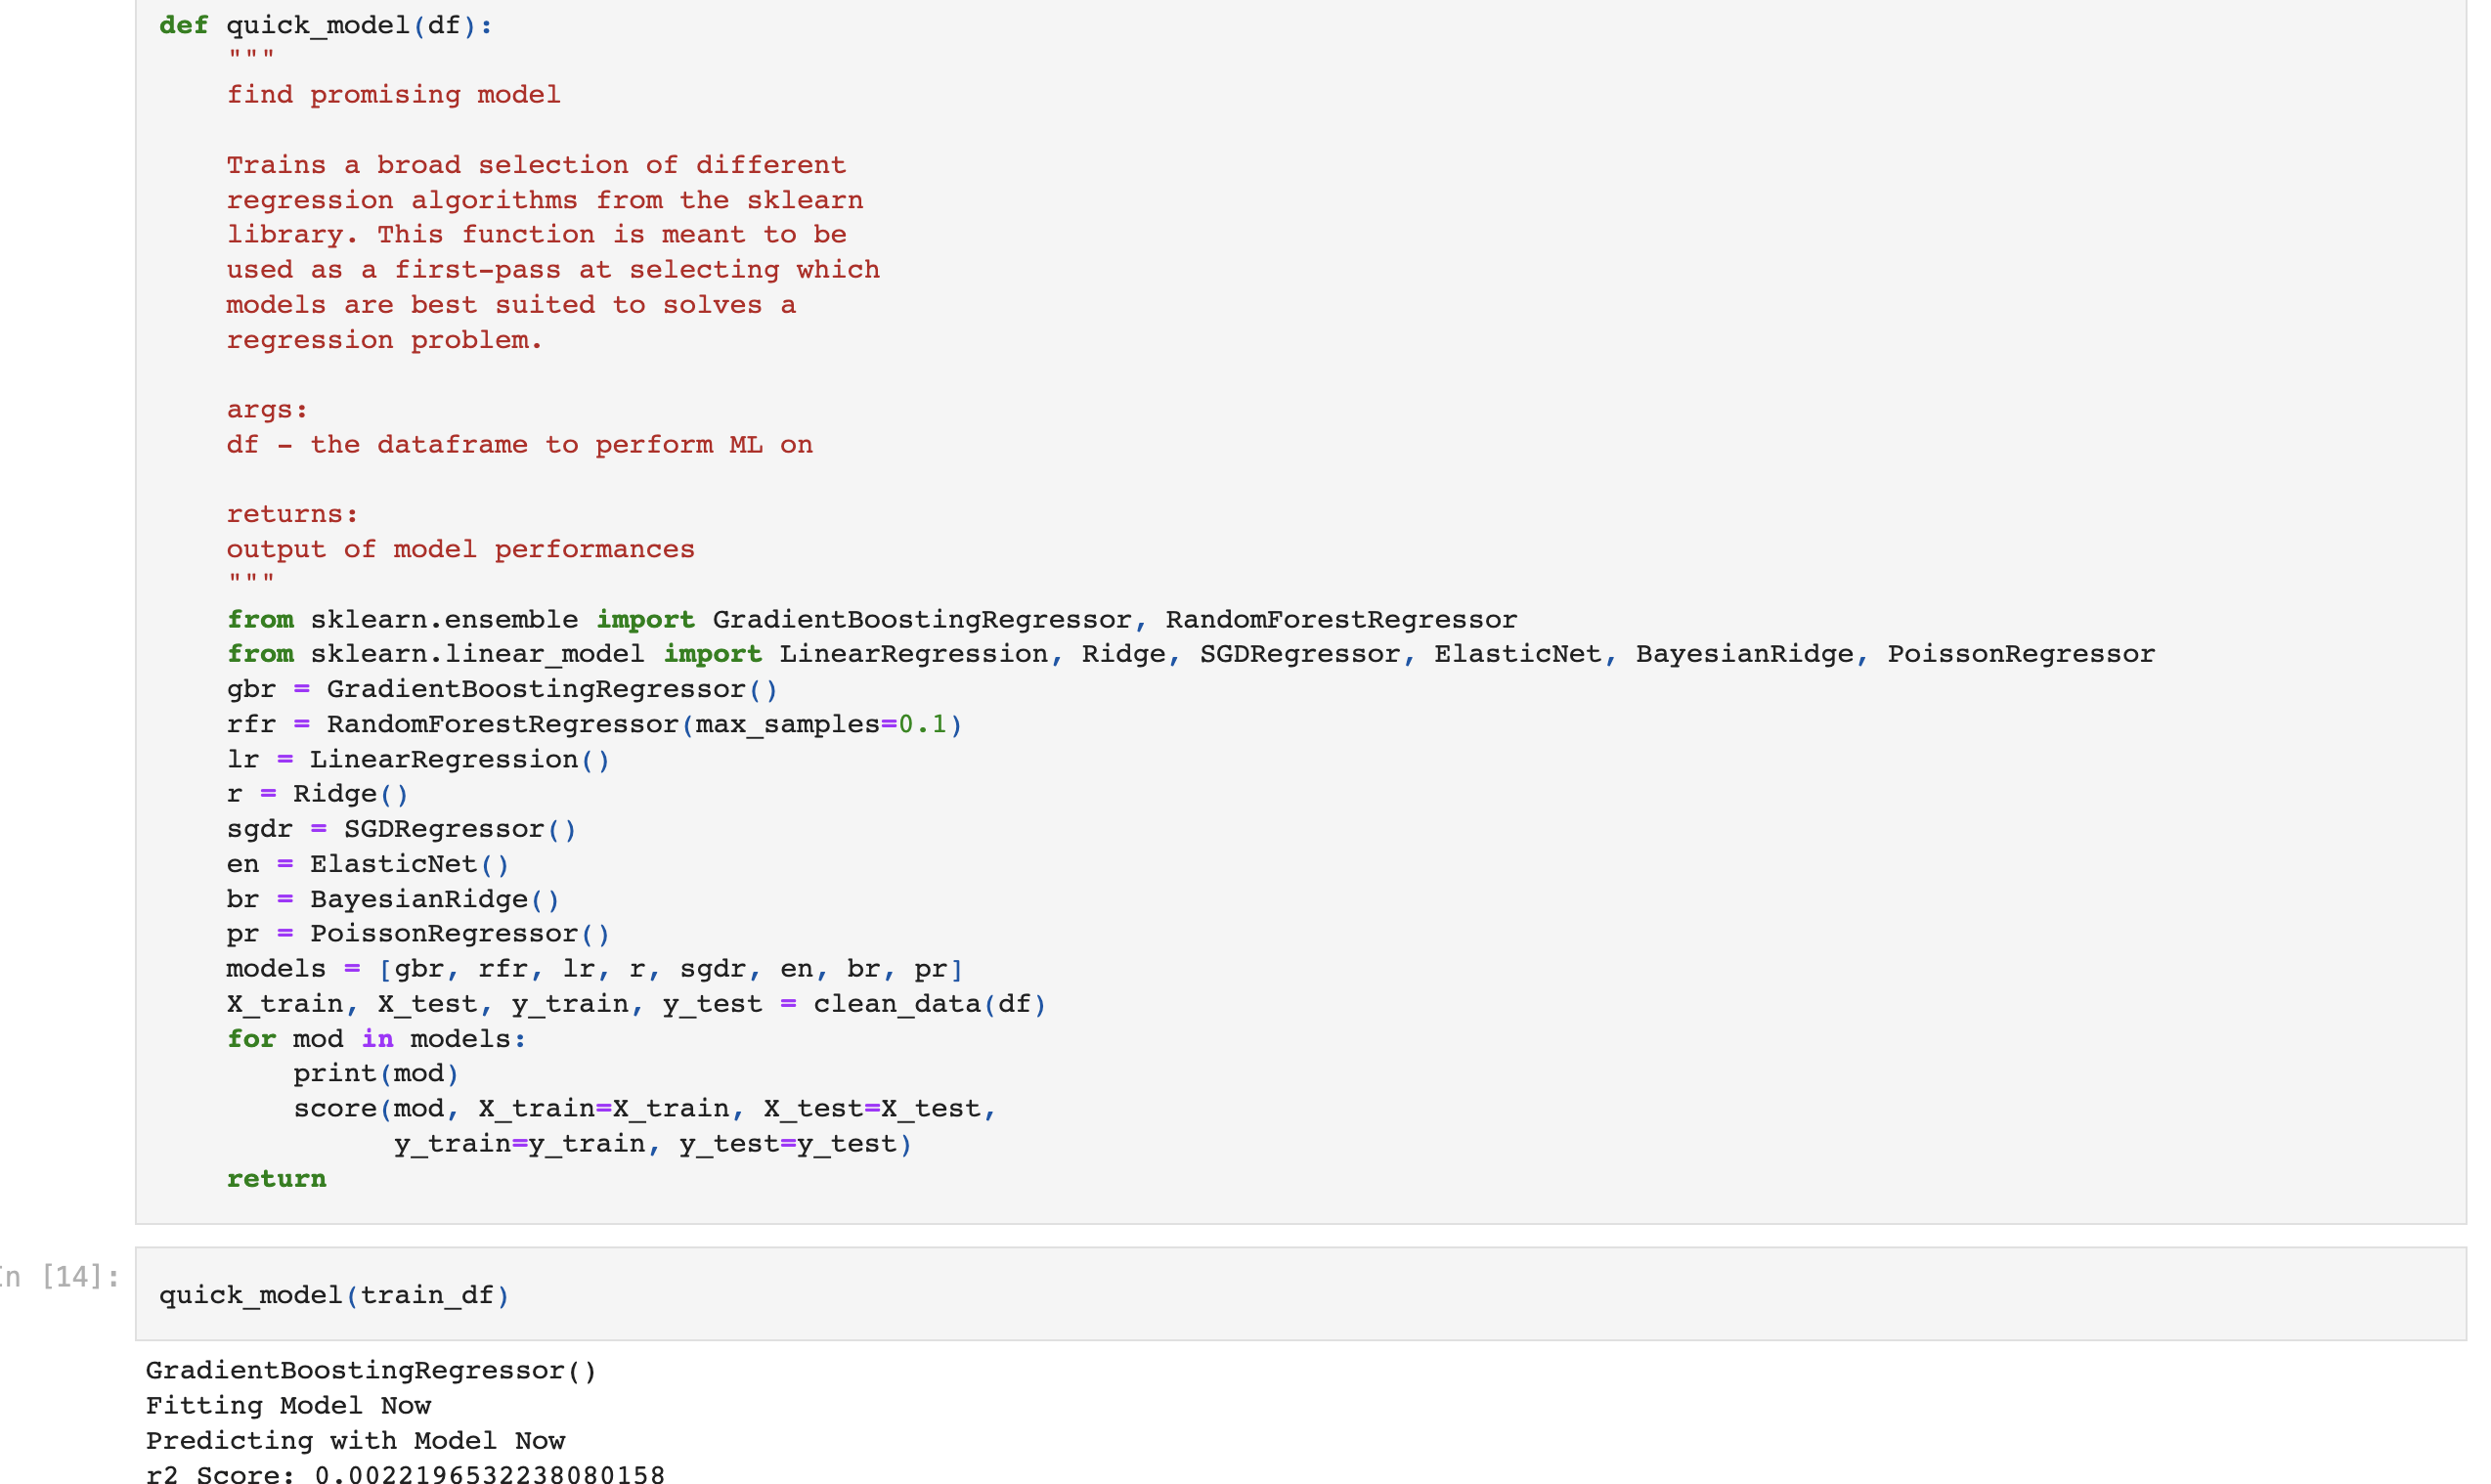 def quick_model(df):
    """
    find promising model

    Trains a broad selection of different
    regression algorithms from the sklearn
    library. This function is meant to be
    used as a first-pass at selecting which
    models are best suited to solves a
    regression problem.

    args:
    df - the dataframe to perform ML on

    returns:
    output of model performances
    """
    from sklearn.ensemble import GradientBoostingRegressor, RandomForestRegressor
    from sklearn.linear_model import LinearRegression, Ridge, SGDRegressor, ElasticNet, BayesianRidge, PoissonRegressor
    gbr = GradientBoostingRegressor()
    rfr = RandomForestRegressor(max_samples=0.1)
    lr = LinearRegression()
    r = Ridge()
    sgdr = SGDRegressor()
    en = ElasticNet()
    br = BayesianRidge()
    pr = PoissonRegressor()
    models = [gbr, rfr, lr, r, sgdr, en, br, pr]
    X_train, X_test, y_train, y_test = clean_data(df)
    for mod in models:
        print(mod)
        score(mod, X_train=X_train, X_test=X_test,
              y_train=y_train, y_test=y_test)
    return
In [14]:
quick_model(train_df)
GradientBoostingRegressor()
Fitting Model Now
Predicting with Model Now
r2 Score: 0.0022196532238080158